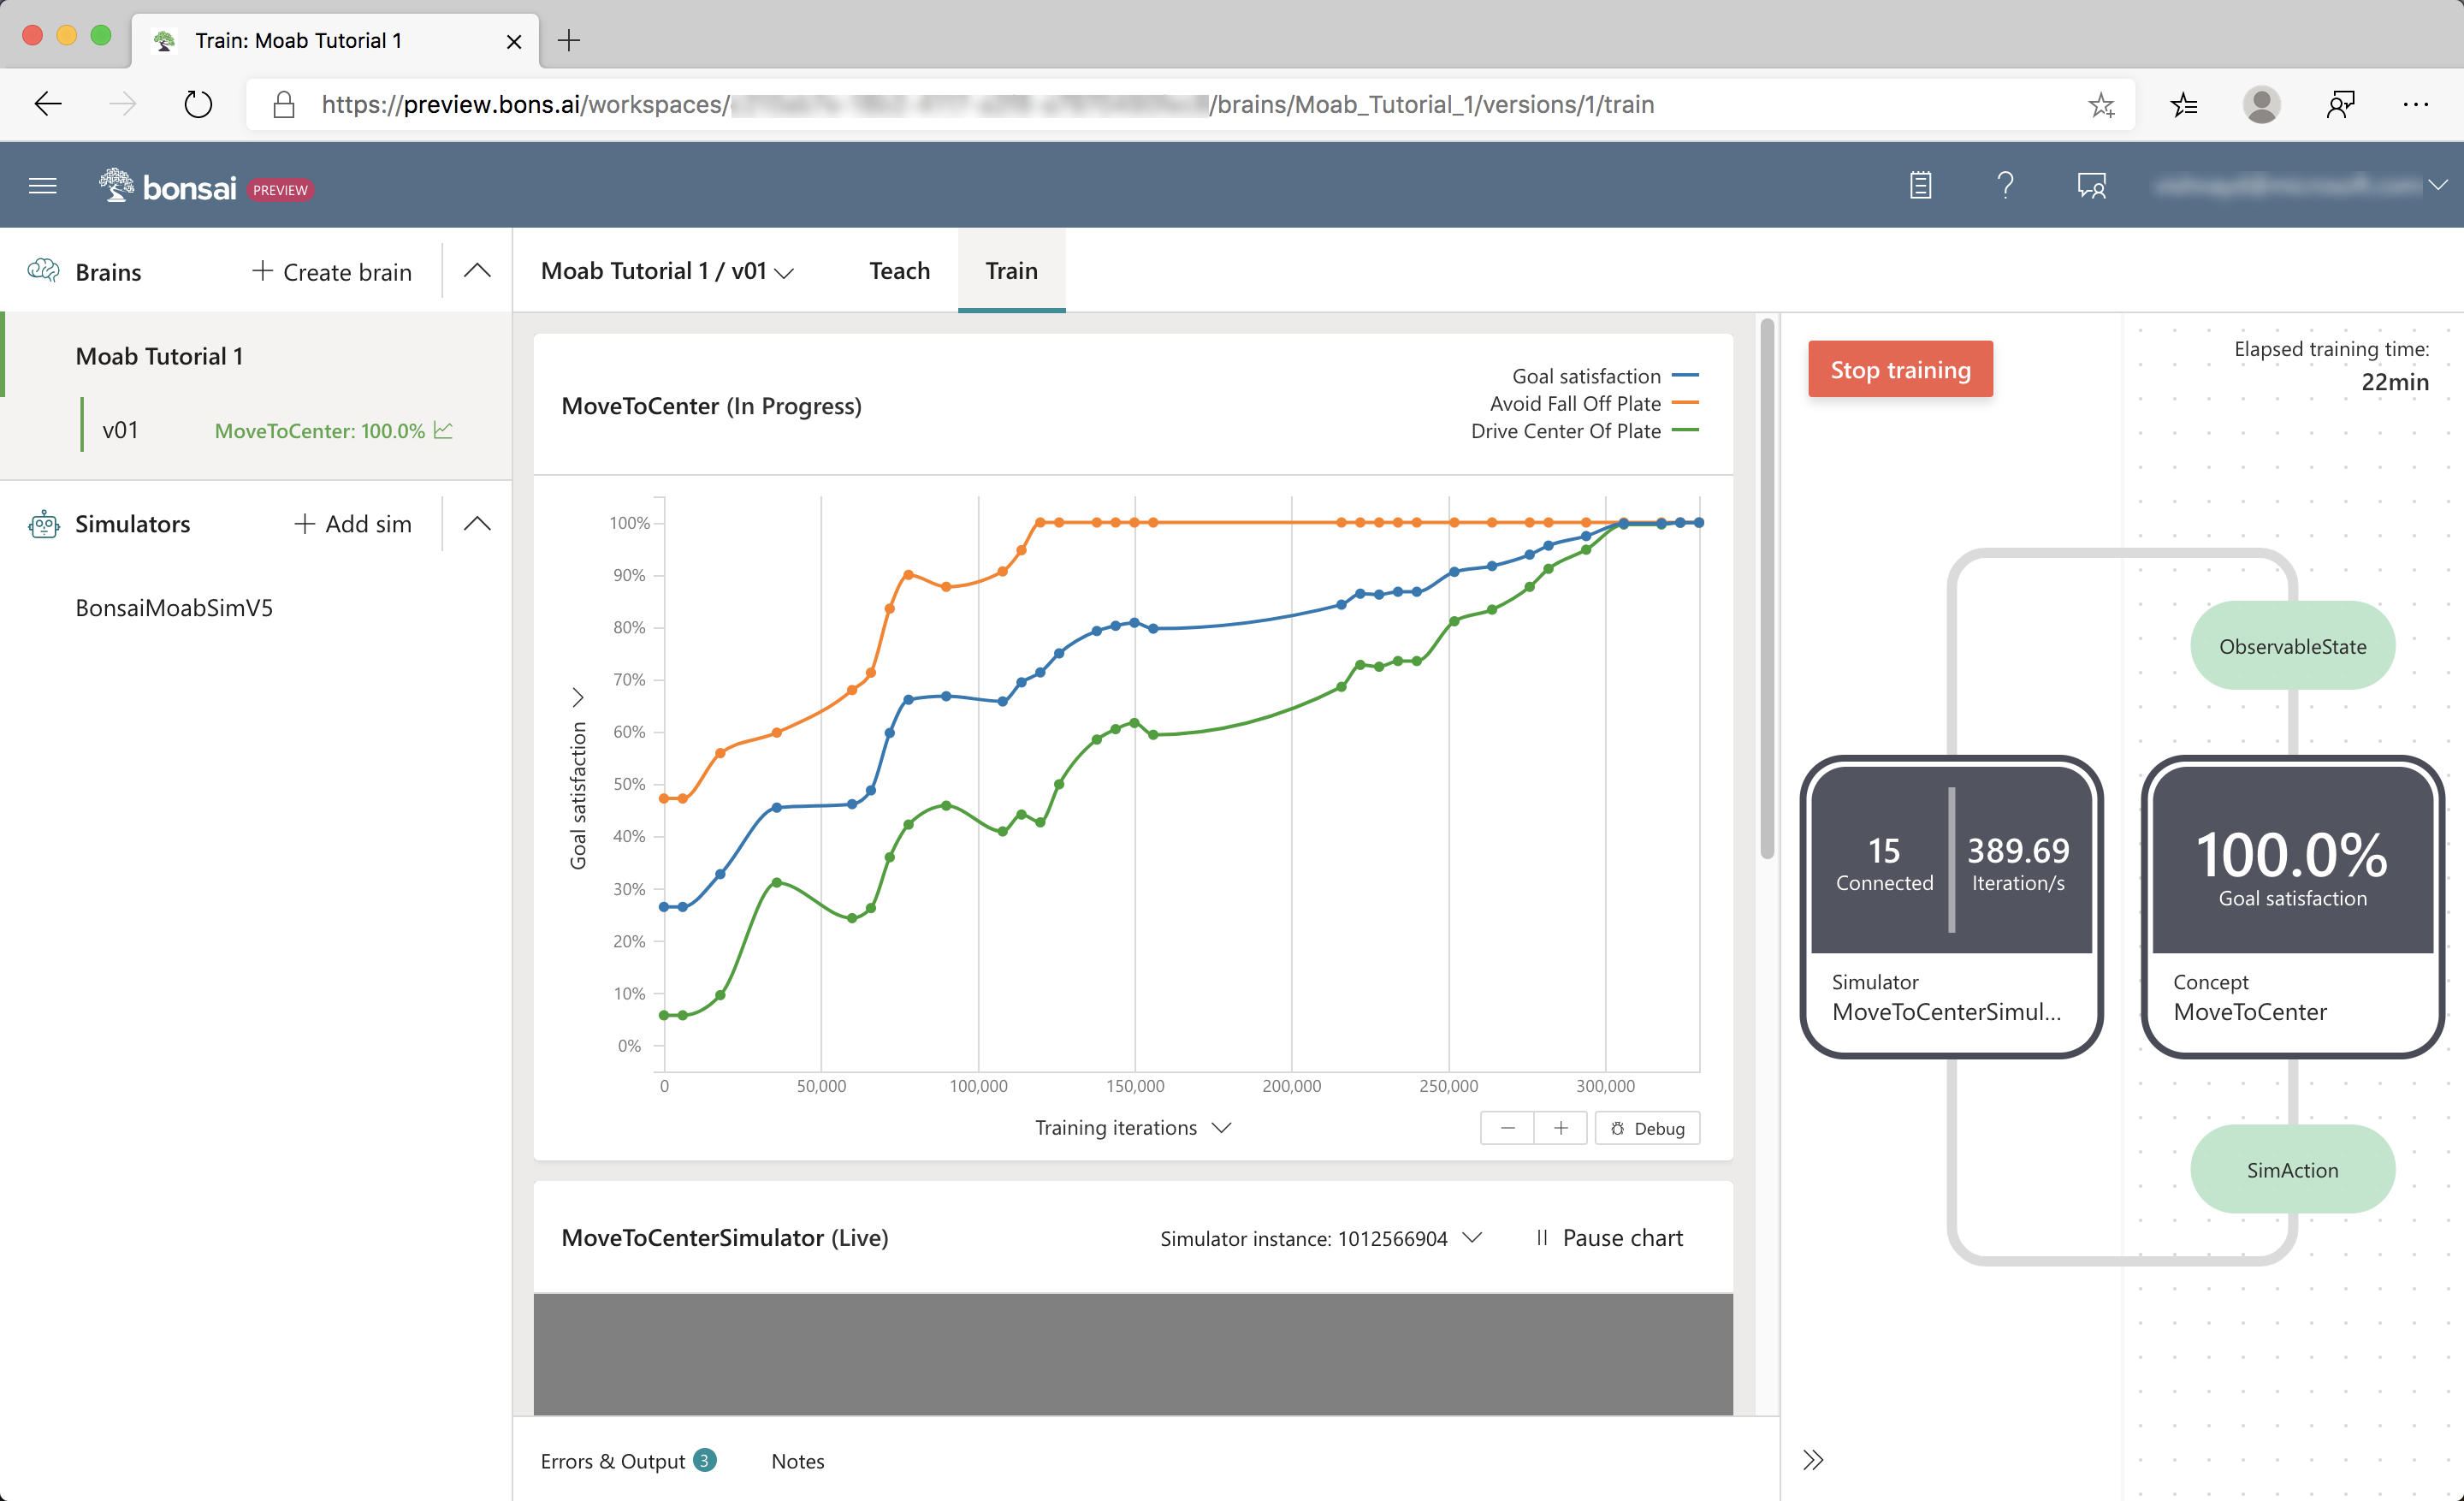 Train: Moab Tutorial 1
https://preview.bons.ai/workspaces/ /brains/Moab_Tutorial_1/versions/1/train
bonsai PREVIEW
Brains
Create brain
Moab Tutorial 1
v01
MoveToCenter: 100.0%
Simulators
Add sim
BonsaiMoabSimV5
Moab Tutorial 1 / v01
Teach
Train
MoveToCenter (In Progress)
Goal satisfaction
Avoid Fall Off Plate
Drive Center Of Plate
Goal satisfaction
100%
90%
80%
70%
60%
50%
40%
30%
20%
10%
0%
0 50,000 100,000 150,000 200,000 250,000 300,000
Training iterations
Debug
MoveToCenterSimulator (Live)
Simulator instance: 1012566904
Pause chart
Errors & Output 3
Notes
Stop training
Elapsed training time:
22min
ObservableState
15
Connected
389.69
Iteration/s
Simulator
MoveToCenterSimul...
100.0%
Goal satisfaction
Concept
MoveToCenter
SimAction